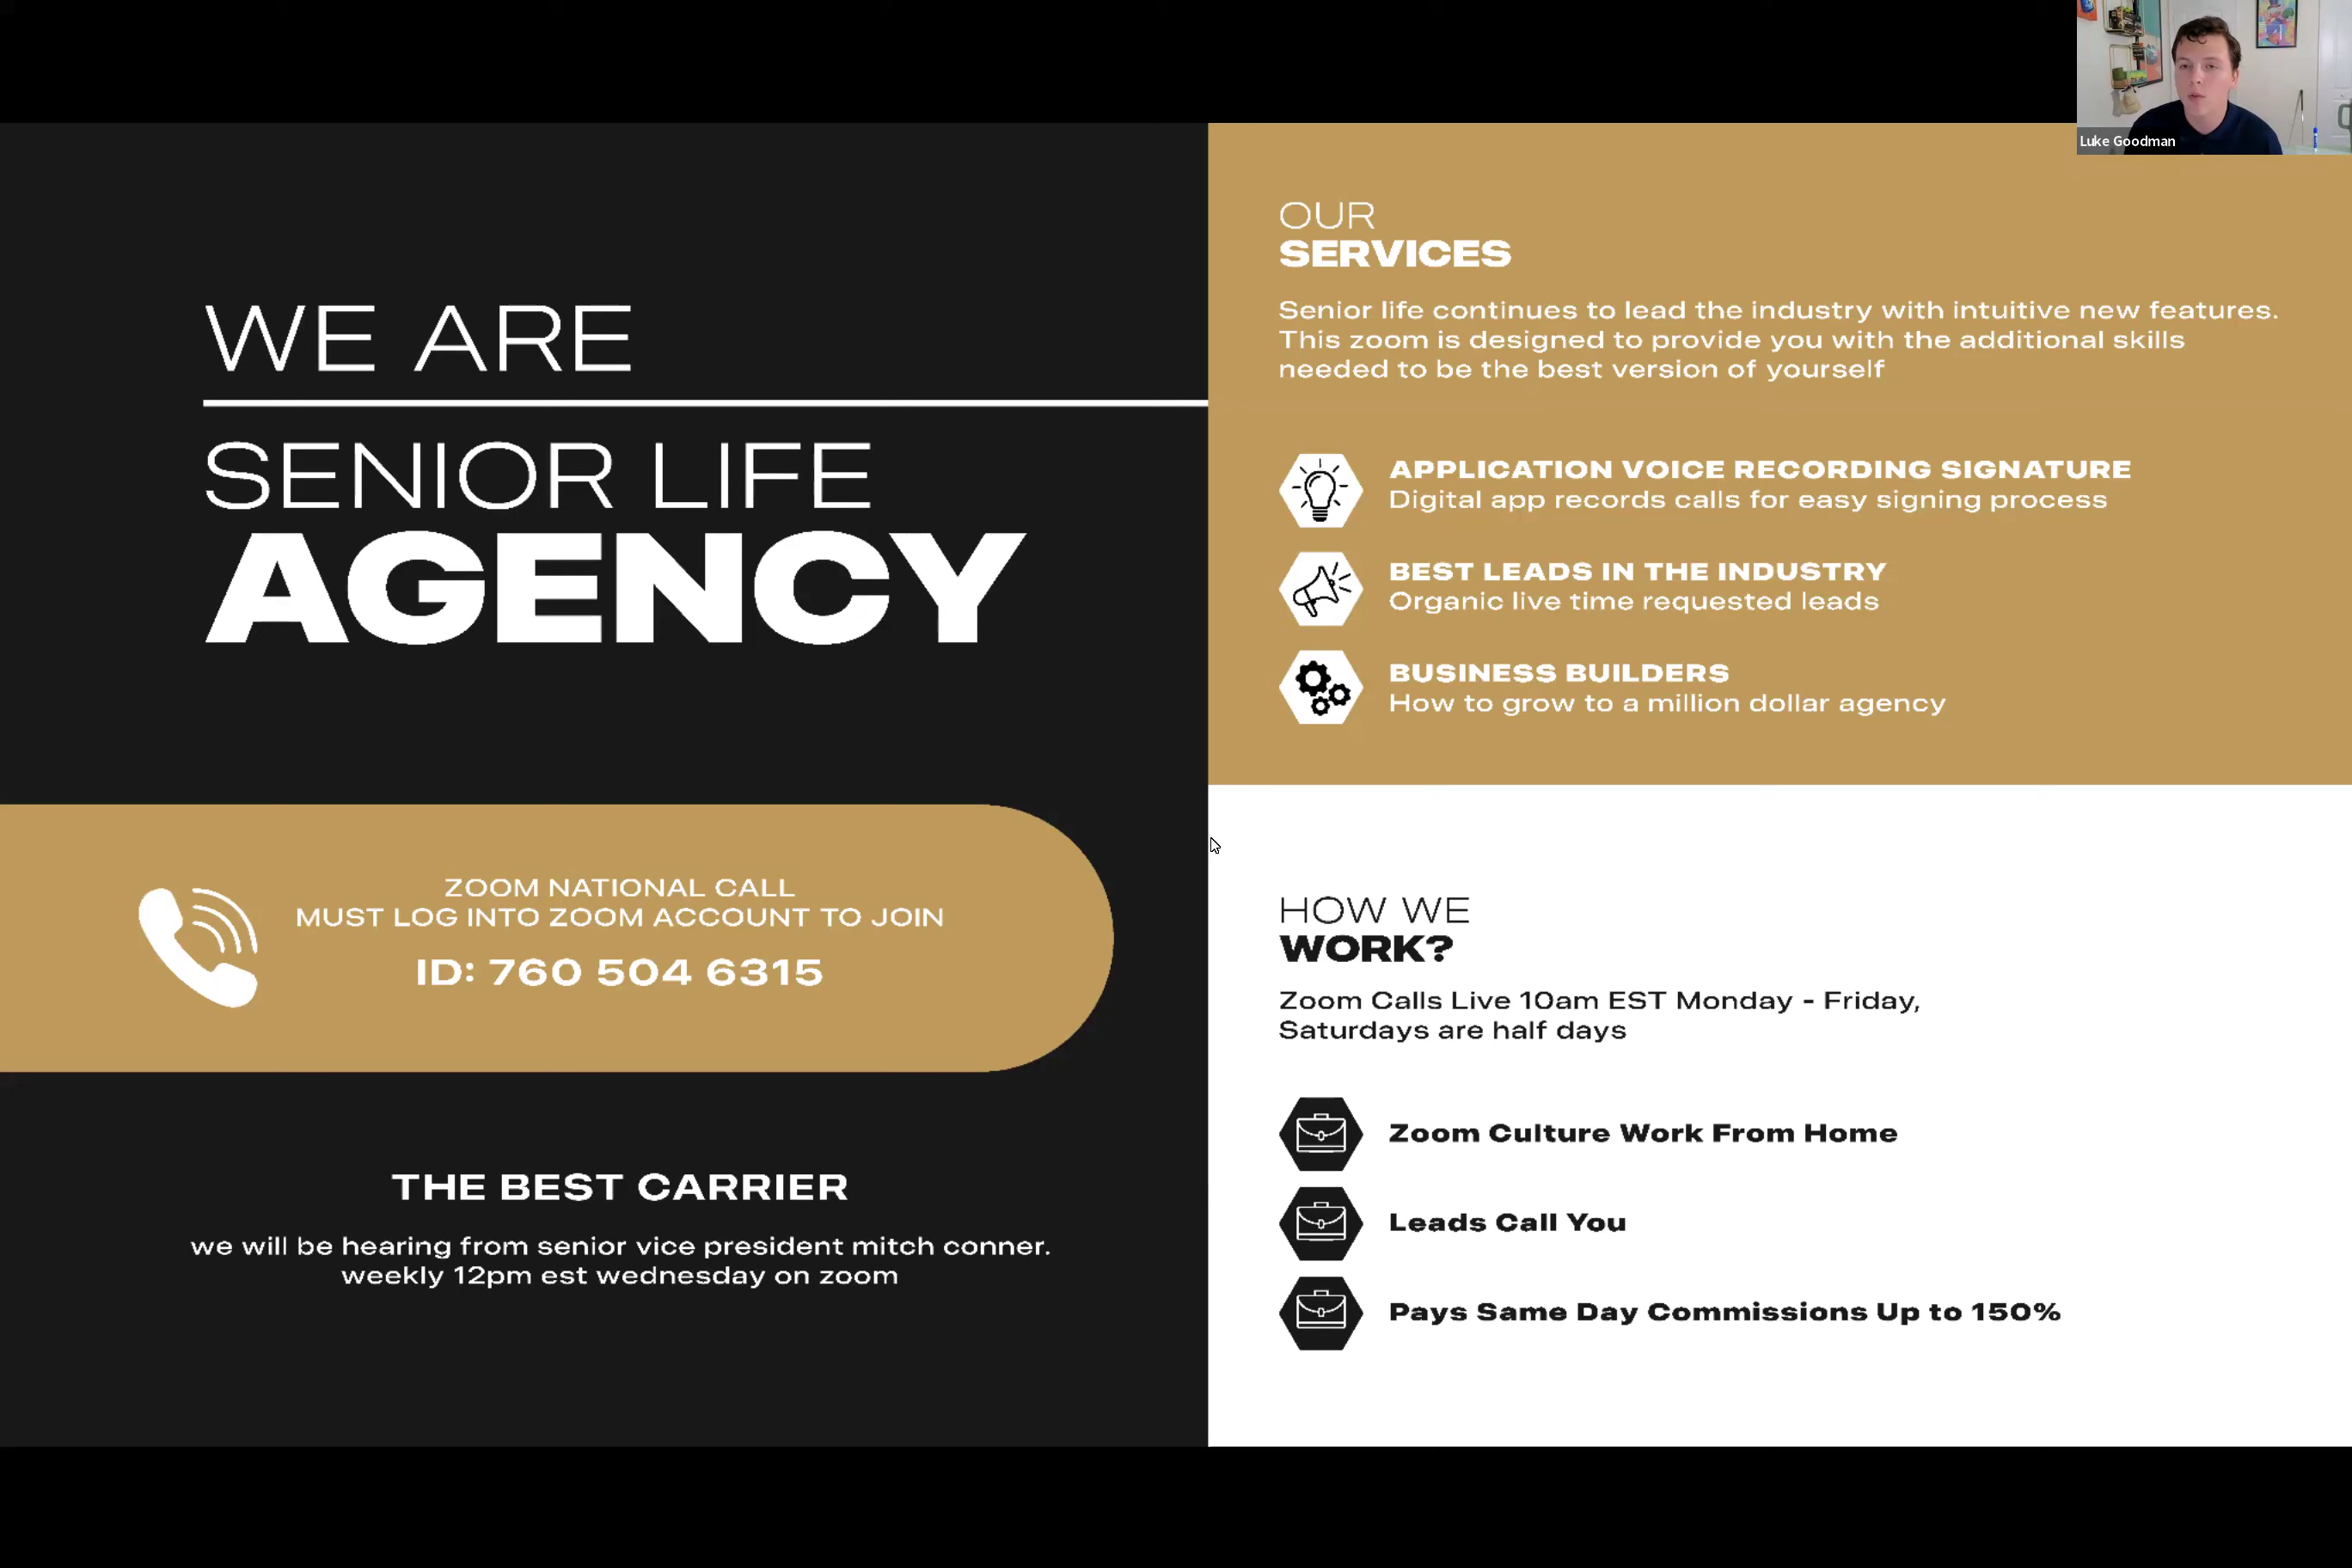 WE ARE
SENIOR LIFE
AGENCY
ZOOM NATIONAL CALL
MUST LOG INTO ZOOM ACCOUNT TO JOIN
ID: 760 504 6315
THE BEST CARRIER
we will be hearing from senior vice president mitch conner.
weekly 12pm est wednesday on zoom
Luke Goodman
OUR
SERVICES
Senior life continues to lead the industry with intuitive new features.
This zoom is designed to provide you with the additional skills
needed to be the best version of yourself
APPLICATION VOICE RECORDING SIGNATURE
Digital app records calls for easy signing process
BEST LEADS IN THE INDUSTRY
Organic live time requested leads
BUSINESS BUILDERS
How to grow to a million dollar agency
HOW WE
WORK?
Zoom Calls Live 10am EST Monday - Friday,
Saturdays are half days
Zoom Culture Work From Home
Leads Call You
Pays Same Day Commissions Up to 150%